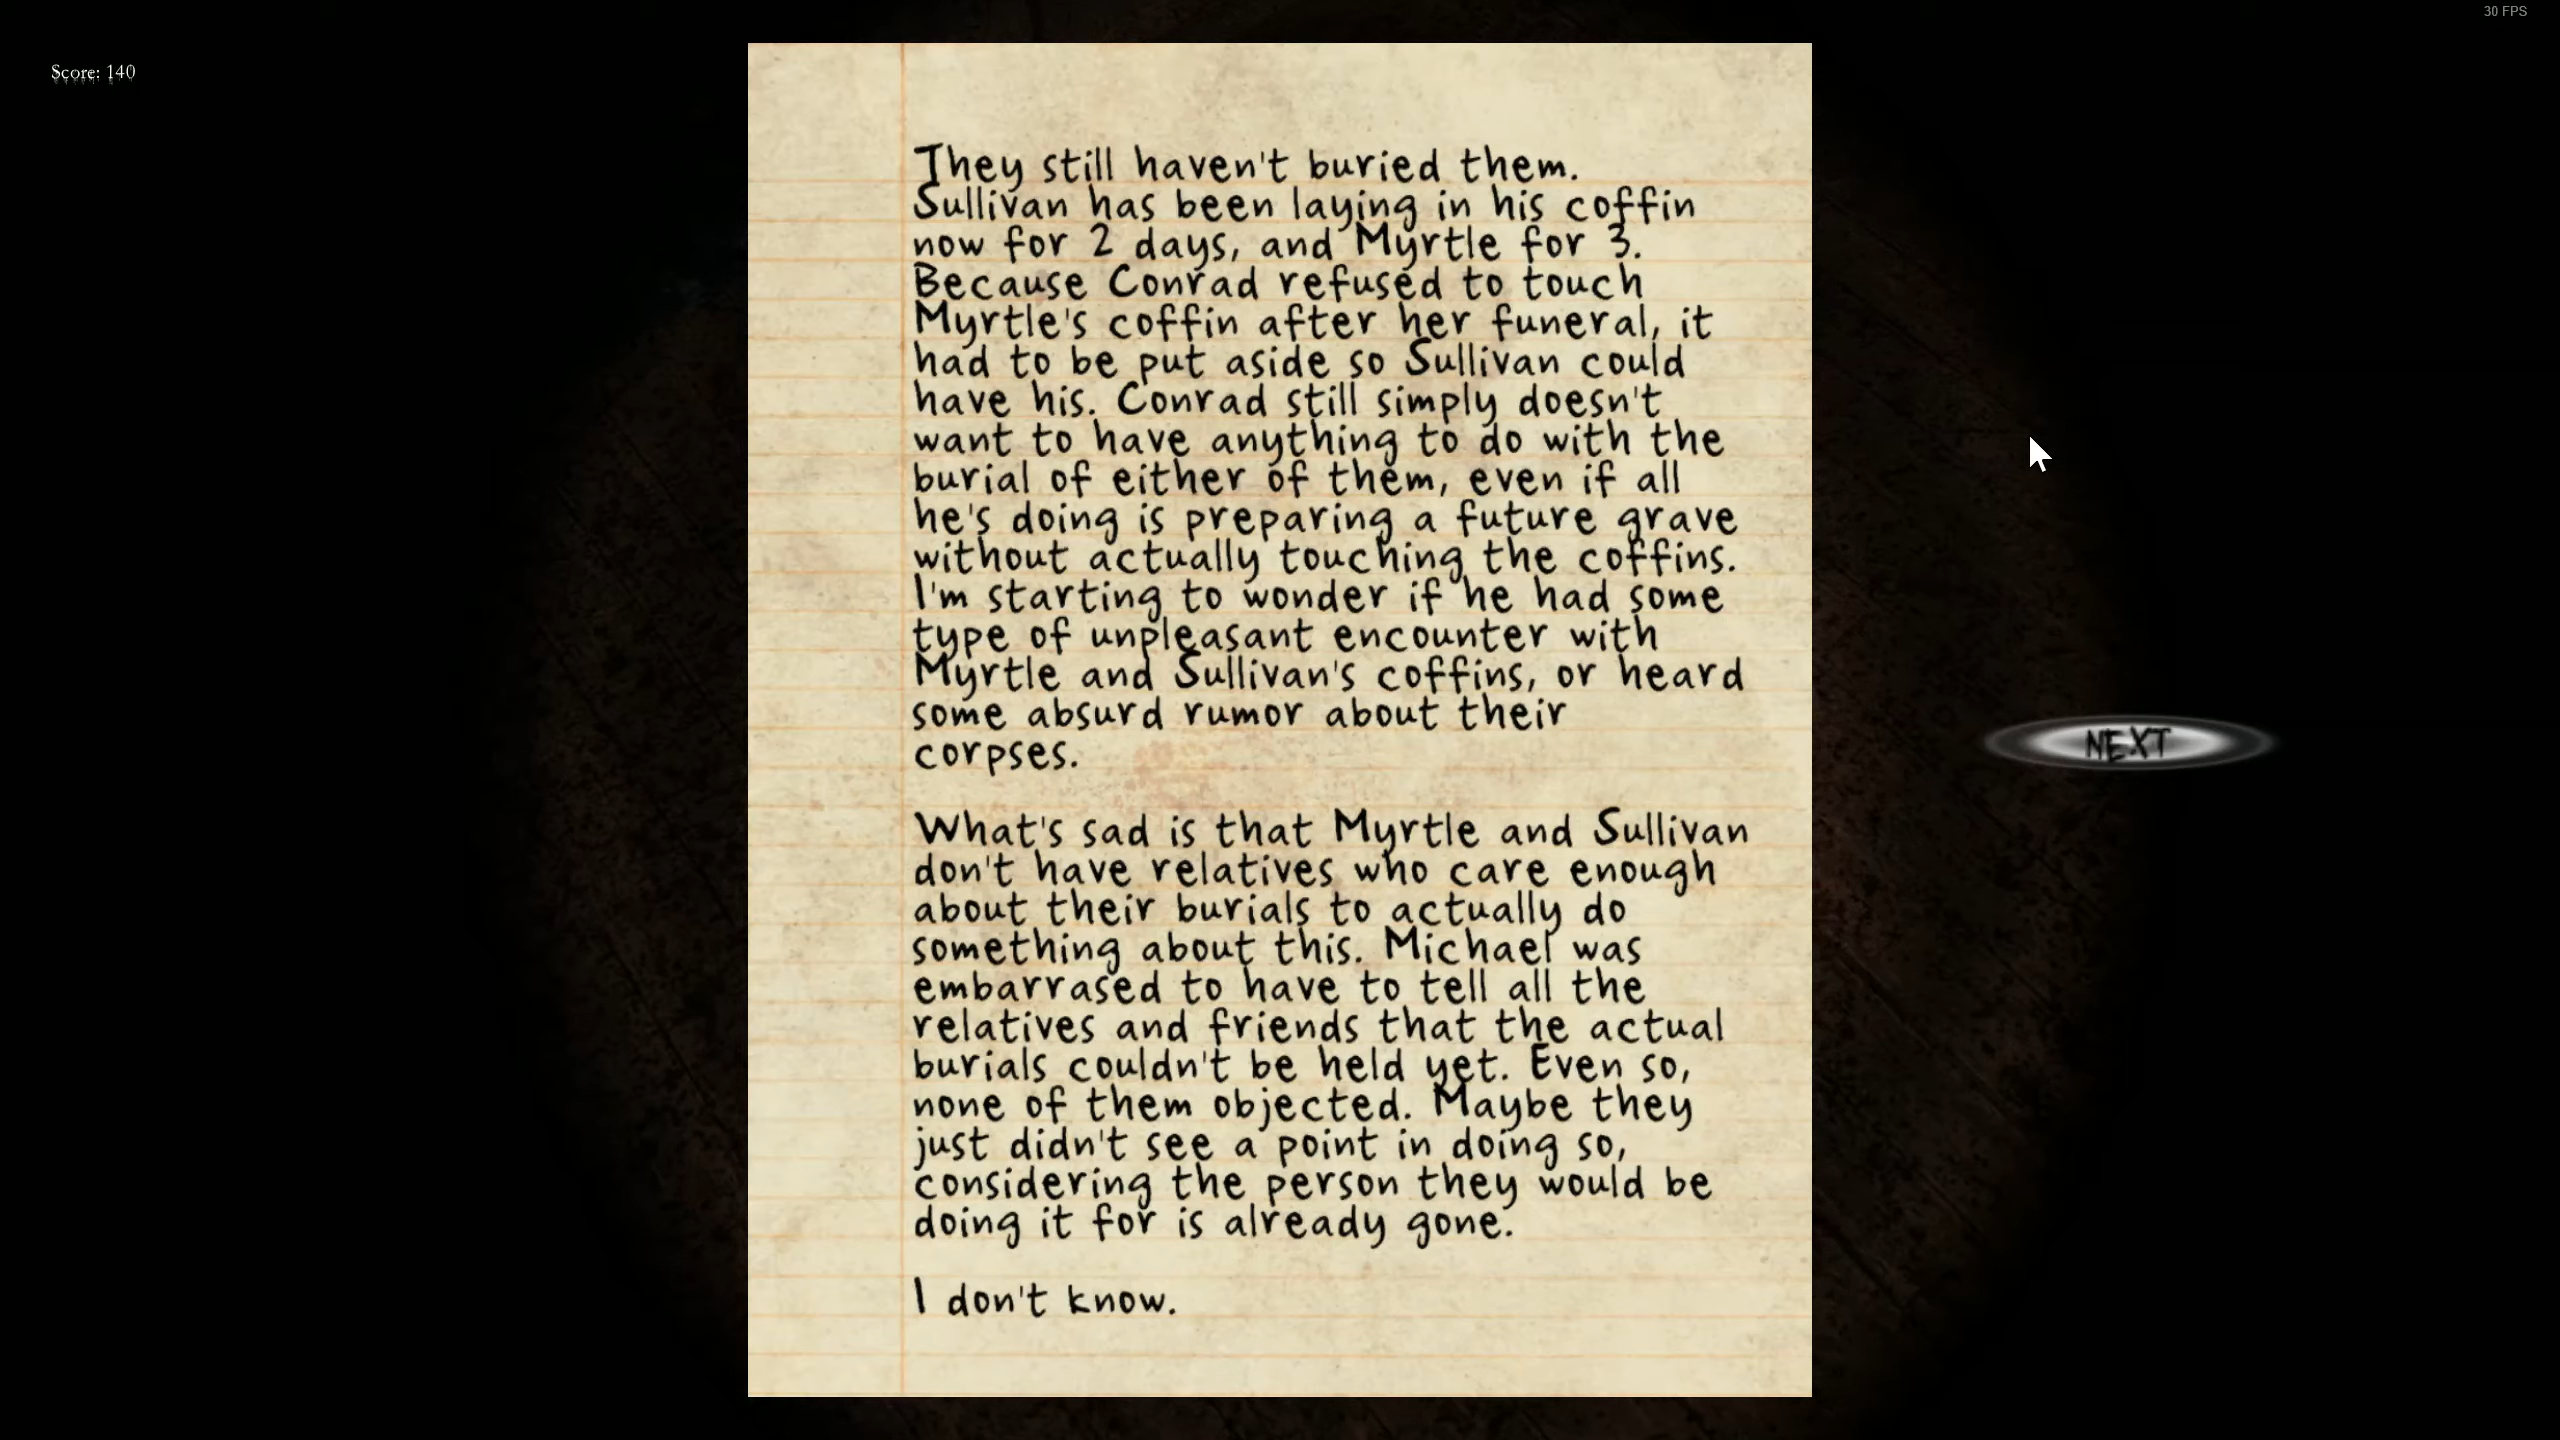 30 FPS
Score: 140
They still haven't buried them.
Sullivan has been laying in his coffin
now for 2 days, and Myrtle for 3.
Because Conrad refused to touch
Myrtle's coffin after her funeral, it
had to be put aside so Sullivan could
have his. Conrad still simply doesn't
want to have anything to do with the
burial of either of them, even if all
he's doing is preparing a future grave
without actually touching the coffins.
I'm starting to wonder if he had some
type of unpleasant encounter with
Myrtle and Sullivan's coffins, or heard
some absurd rumor about their
corpses.
What's sad is that Myrtle and Sullivan
don't have relatives who care enough
about their burials to actually do
something about this. Michael was
embarrased to have to tell all the
relatives and friends that the actual
burials couldn't be held yet. Even so,
none of them objected. Maybe they
just didn't see a point in doing so,
considering the person they would be
doing it for is already gone.
I don't know.
NEXT